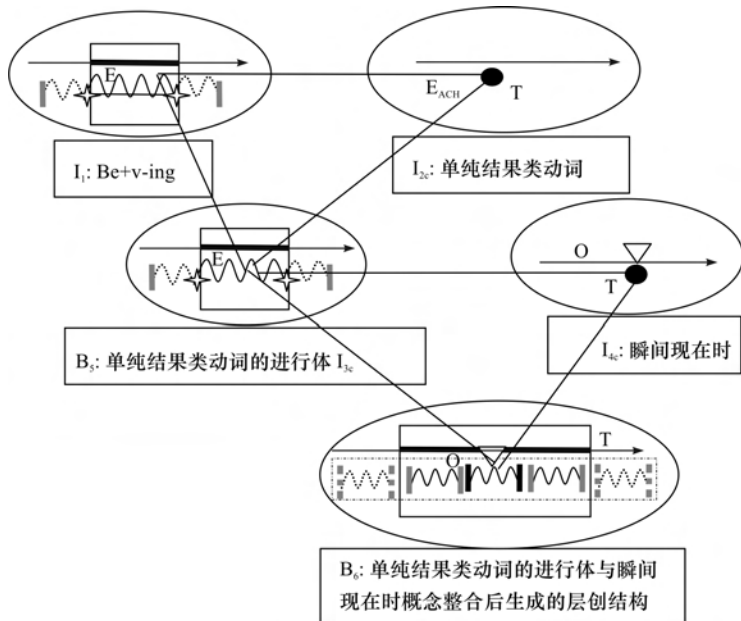 E
E_ACH
T
I₁: Be+v-ing
I₂c: 单纯结果类动词
E
O
T
B₅: 单纯结果类动词的进行体 I₃c
I₄c: 瞬间现在时
T
O
B₆: 单纯结果类动词的进行体与瞬间
现在时概念整合后生成的层创结构